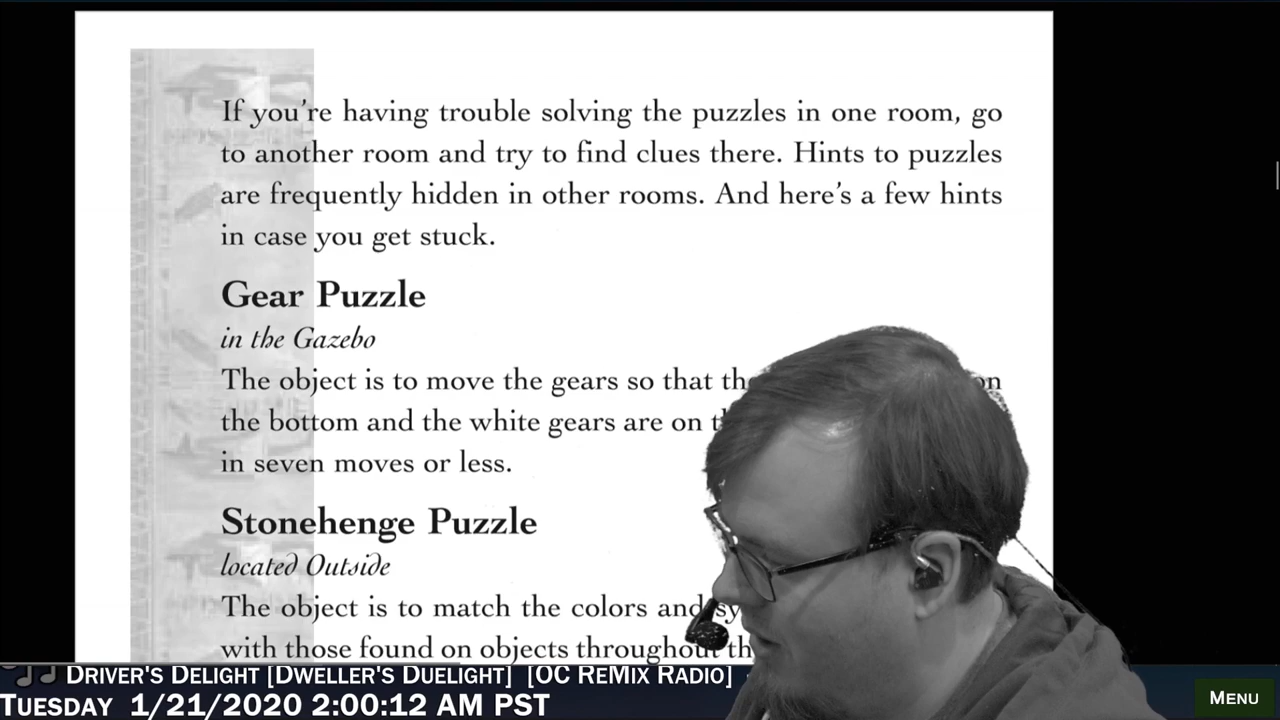 If you're having trouble solving the puzzles in one room, go
to another room and try to find clues there. Hints to puzzles
are frequently hidden in other rooms. And here's a few hints
in case you get stuck.
Gear Puzzle
in the Gazebo
The object is to move the gears so that the on
the bottom and the white gears are on
in seven moves or less.
Stonehenge Puzzle
located Outside
The object is to match the colors and
with those found on objects throughout
DRIVER'S DELIGHT [DWELLER'S DUELIGHT] [OC REMIX RADIO]
TUESDAY 1/21/2020 2:00:12 AM PST
MENU